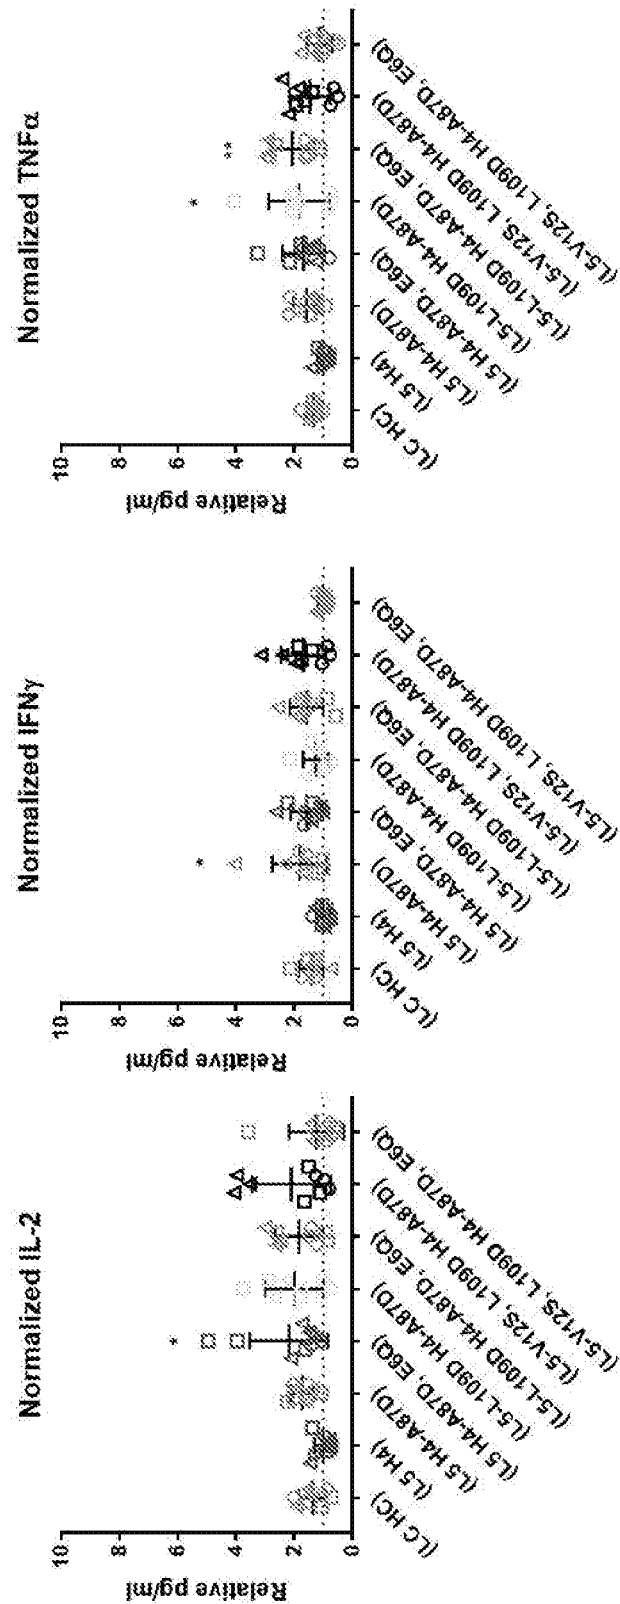 Normalized IL-2
Relative pg/ml
10
8
6
4
2
0
*
(LC HC)
(L5 H4)
(L5 H4-A87D)
(L5 H4-A87D, E6Q)
(L5-L109D H4-A87D)
(L5-L109D H4-A87D, E6Q)
(L5-V12S, L109D H4-A87D)
(L5-V12S, L109D H4-A87D, E6Q)
Normalized IFNγ
Relative pg/ml
10
8
6
4
2
0
*
(LC HC)
(L5 H4)
(L5 H4-A87D)
(L5 H4-A87D, E6Q)
(L5-L109D H4-A87D)
(L5-L109D H4-A87D, E6Q)
(L5-V12S, L109D H4-A87D)
(L5-V12S, L109D H4-A87D, E6Q)
Normalized TNFα
Relative pg/ml
10
8
6
4
2
0
*
**
(LC HC)
(L5 H4)
(L5 H4-A87D)
(L5 H4-A87D, E6Q)
(L5-L109D H4-A87D)
(L5-L109D H4-A87D, E6Q)
(L5-V12S, L109D H4-A87D)
(L5-V12S, L109D H4-A87D, E6Q)